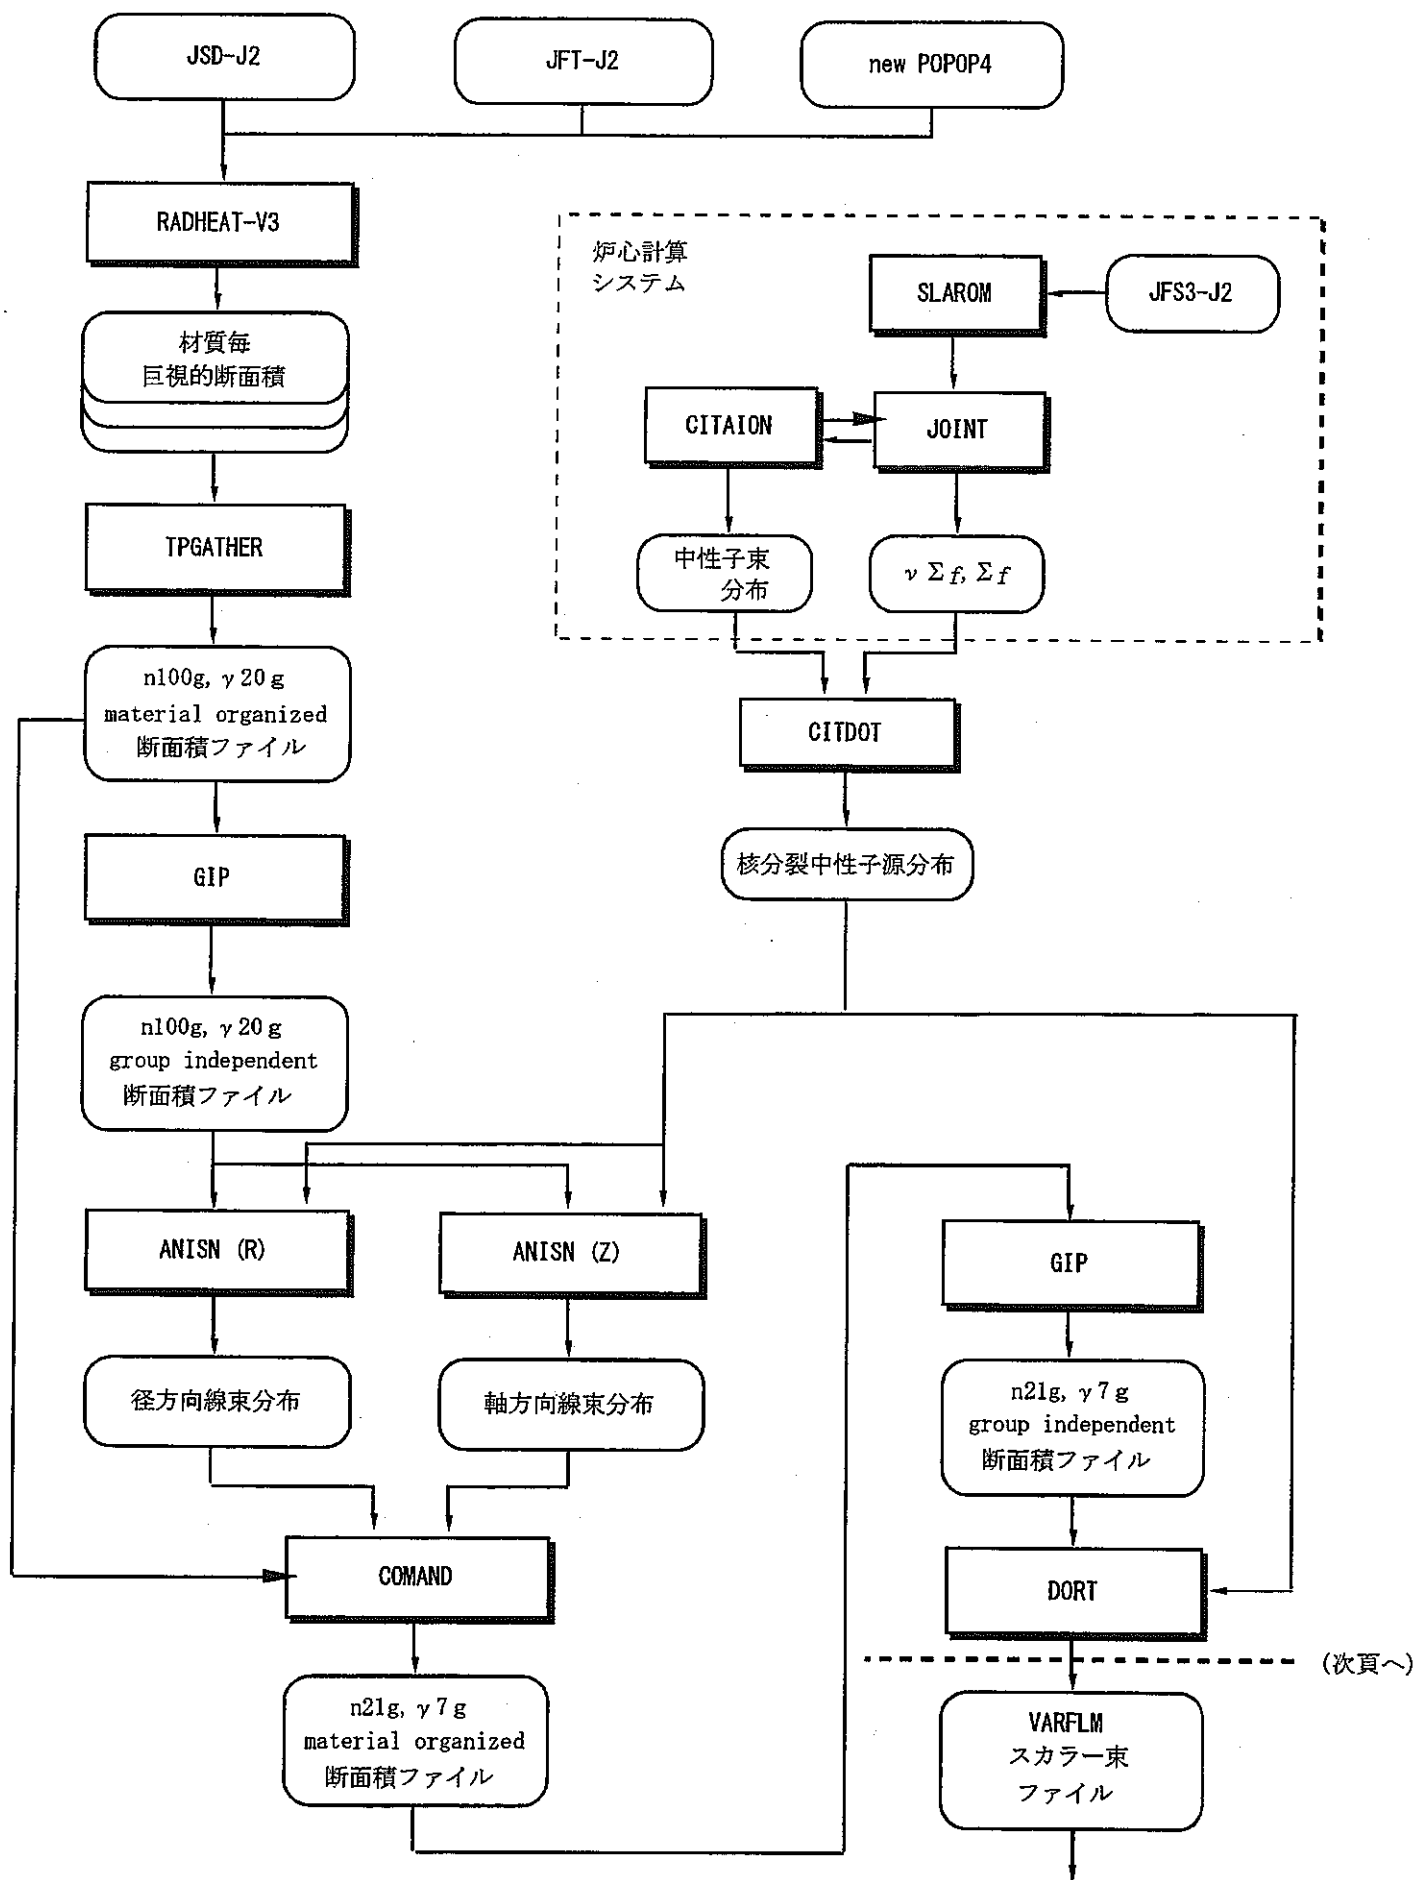 JSD-J2
JFT-J2
new POPOP4
RADHEAT-V3
炉心計算
システム
SLAROM
JFS3-J2
材質毎
巨視的断面積
CITAION
JOINT
TPGATHER
中性子束
分布
ν Σf, Σf
n100g, γ20g
material organized
断面積ファイル
CITDOT
GIP
核分裂中性子源分布
n100g, γ20g
group independent
断面積ファイル
ANISN (R)
ANISN (Z)
GIP
径方向線束分布
軸方向線束分布
n21g, γ7g
group independent
断面積ファイル
COMAND
DORT
(次頁へ)
n21g, γ7g
material organized
断面積ファイル
VARFLM
スカラー束
ファイル